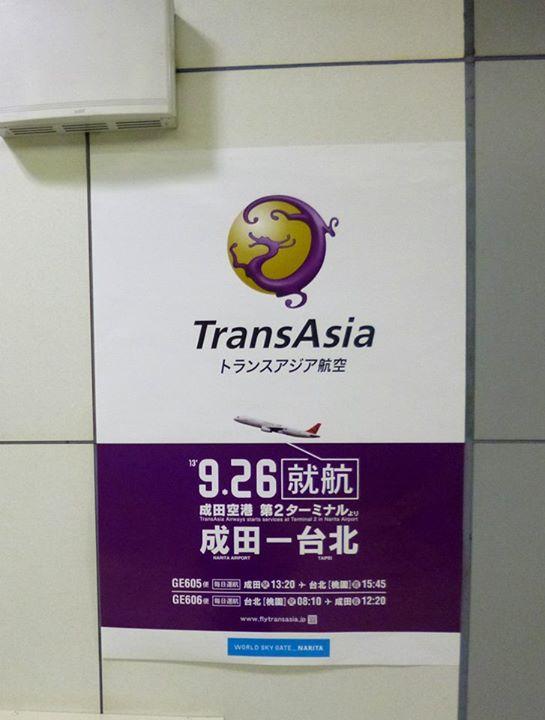 TransAsia
トランスアジア航空
13' 9.26 就航
成田空港 第2ターミナルより
TransAsia Airways starts services at Terminal 2 in Narita Airport
成田ー台北
NARITA AIRPORT TAIPEI
GE605便 毎日運航 成田発13:20 台北[桃園]着15:45
GE606便 毎日運航 台北[桃園]発08:10 成田着12:20
www.flytransasia.jp
WORLD SKY GATE_NARITA